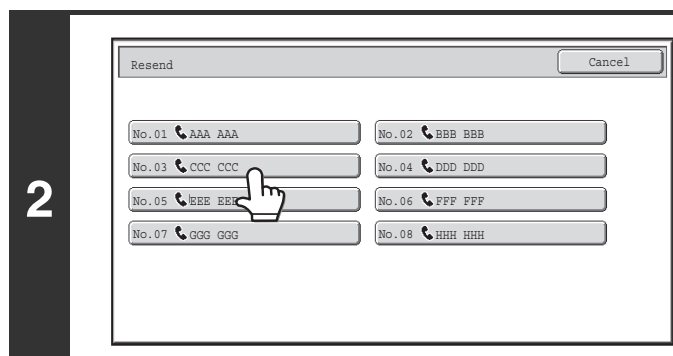 2
Resend
Cancel
No.01 AAA AAA
No.02 BBB BBB
No.03 CCC CCC
No.04 DDD DDD
No.05 EEE EEE
No.06 FFF FFF
No.07 GGG GGG
No.08 HHH HHH